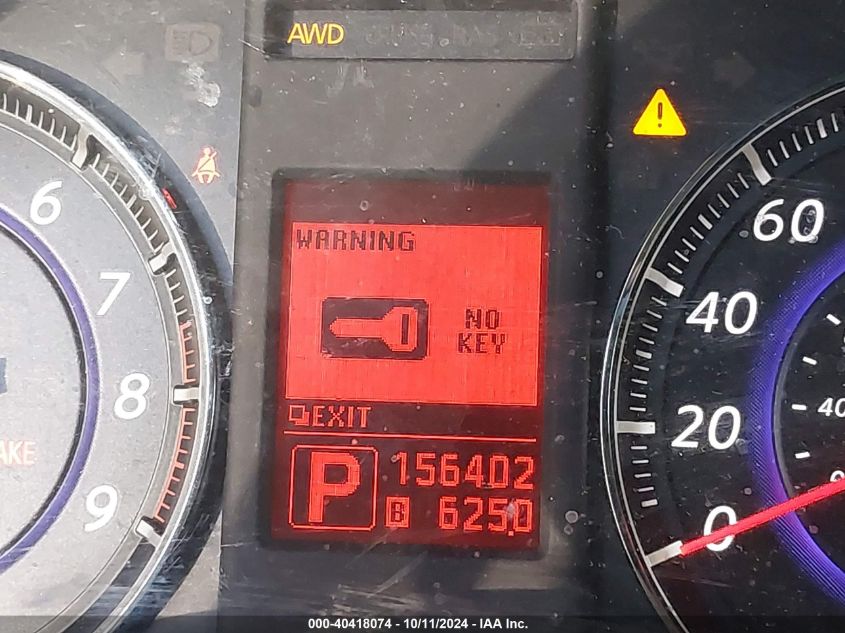 AWD
WARNING
NO
KEY
EXIT
P
156402
B 625.0
6
7
8
9
AKE
60
40
20
0
40
000-40418074 - 10/11/2024 - IAA Inc.